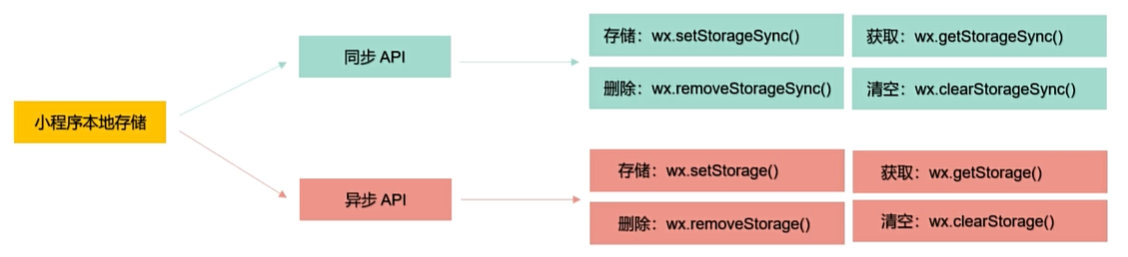 小程序本地存储
同步 API
存储：wx.setStorageSync()
获取：wx.getStorageSync()
删除：wx.removeStorageSync()
清空：wx.clearStorageSync()
异步 API
存储：wx.setStorage()
获取：wx.getStorage()
删除：wx.removeStorage()
清空：wx.clearStorage()